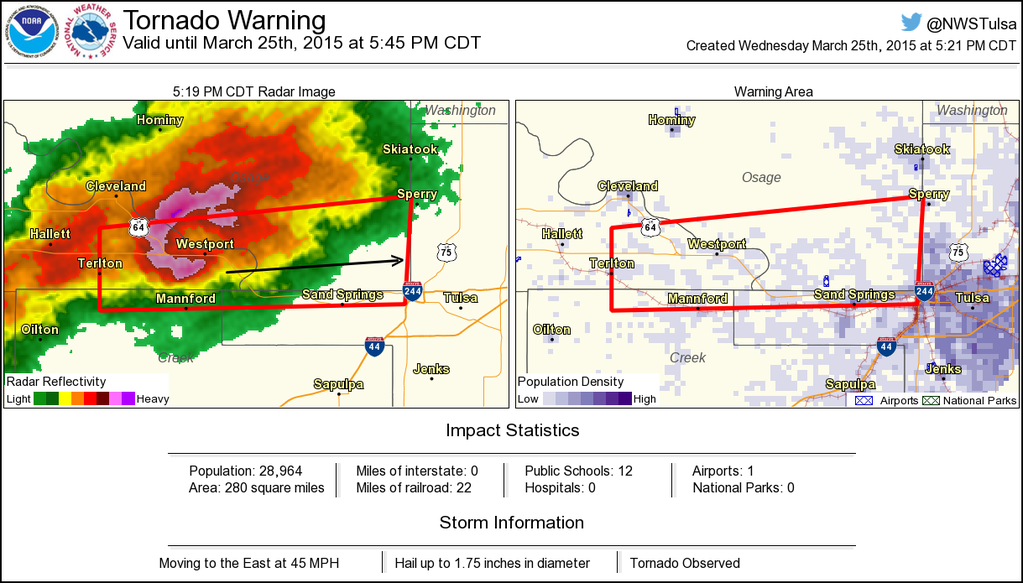 NOAA
NATIONAL WEATHER SERVICE
Tornado Warning
Valid until March 25th, 2015 at 5:45 PM CDT
@NWSTulsa
Created Wednesday March 25th, 2015 at 5:21 PM CDT
5:19 PM CDT Radar Image
Washington
Hominy
Skiatook
Osage
Cleveland
Sperry
64
Hallett
Westport
75
Terlton
244
Mannford
Sand Springs
Tulsa
Oilton
44
Creek
Jenks
Sapulpa
Radar Reflectivity
Light
Heavy
Warning Area
Washington
Hominy
Skiatook
Osage
Cleveland
Sperry
64
Hallett
Westport
75
Terlton
244
Mannford
Sand Springs
Tulsa
Oilton
44
Creek
Jenks
Sapulpa
Population Density
Low
High
Airports
National Parks
Impact Statistics
Population: 28,964
Area: 280 square miles
Miles of interstate: 0
Miles of railroad: 22
Public Schools: 12
Hospitals: 0
Airports: 1
National Parks: 0
Storm Information
Moving to the East at 45 MPH
Hail up to 1.75 inches in diameter
Tornado Observed